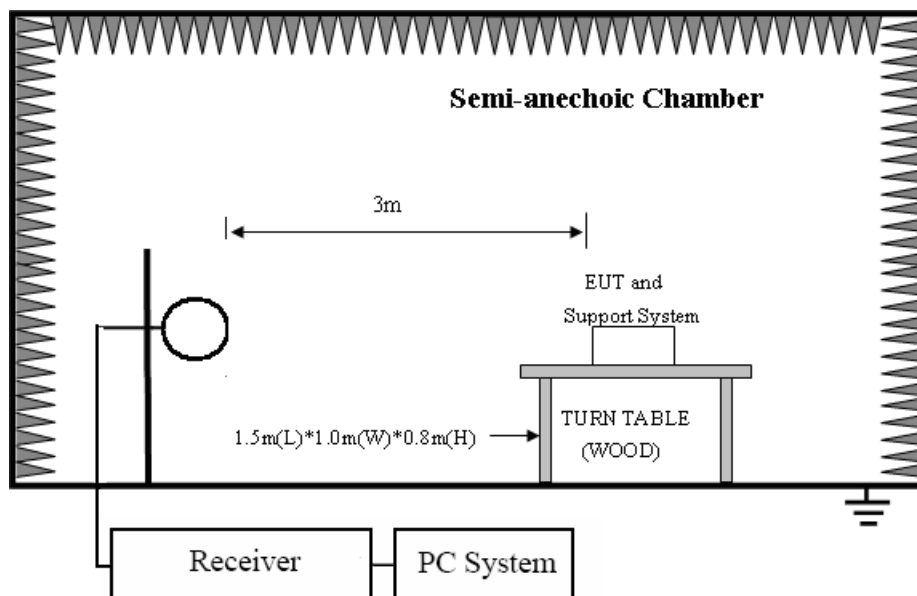 Semi-anechoic Chamber
3m
EUT and
Support System
1.5m(L)*1.0m(W)*0.8m(H)
TURN TABLE
(WOOD)
Receiver
PC System